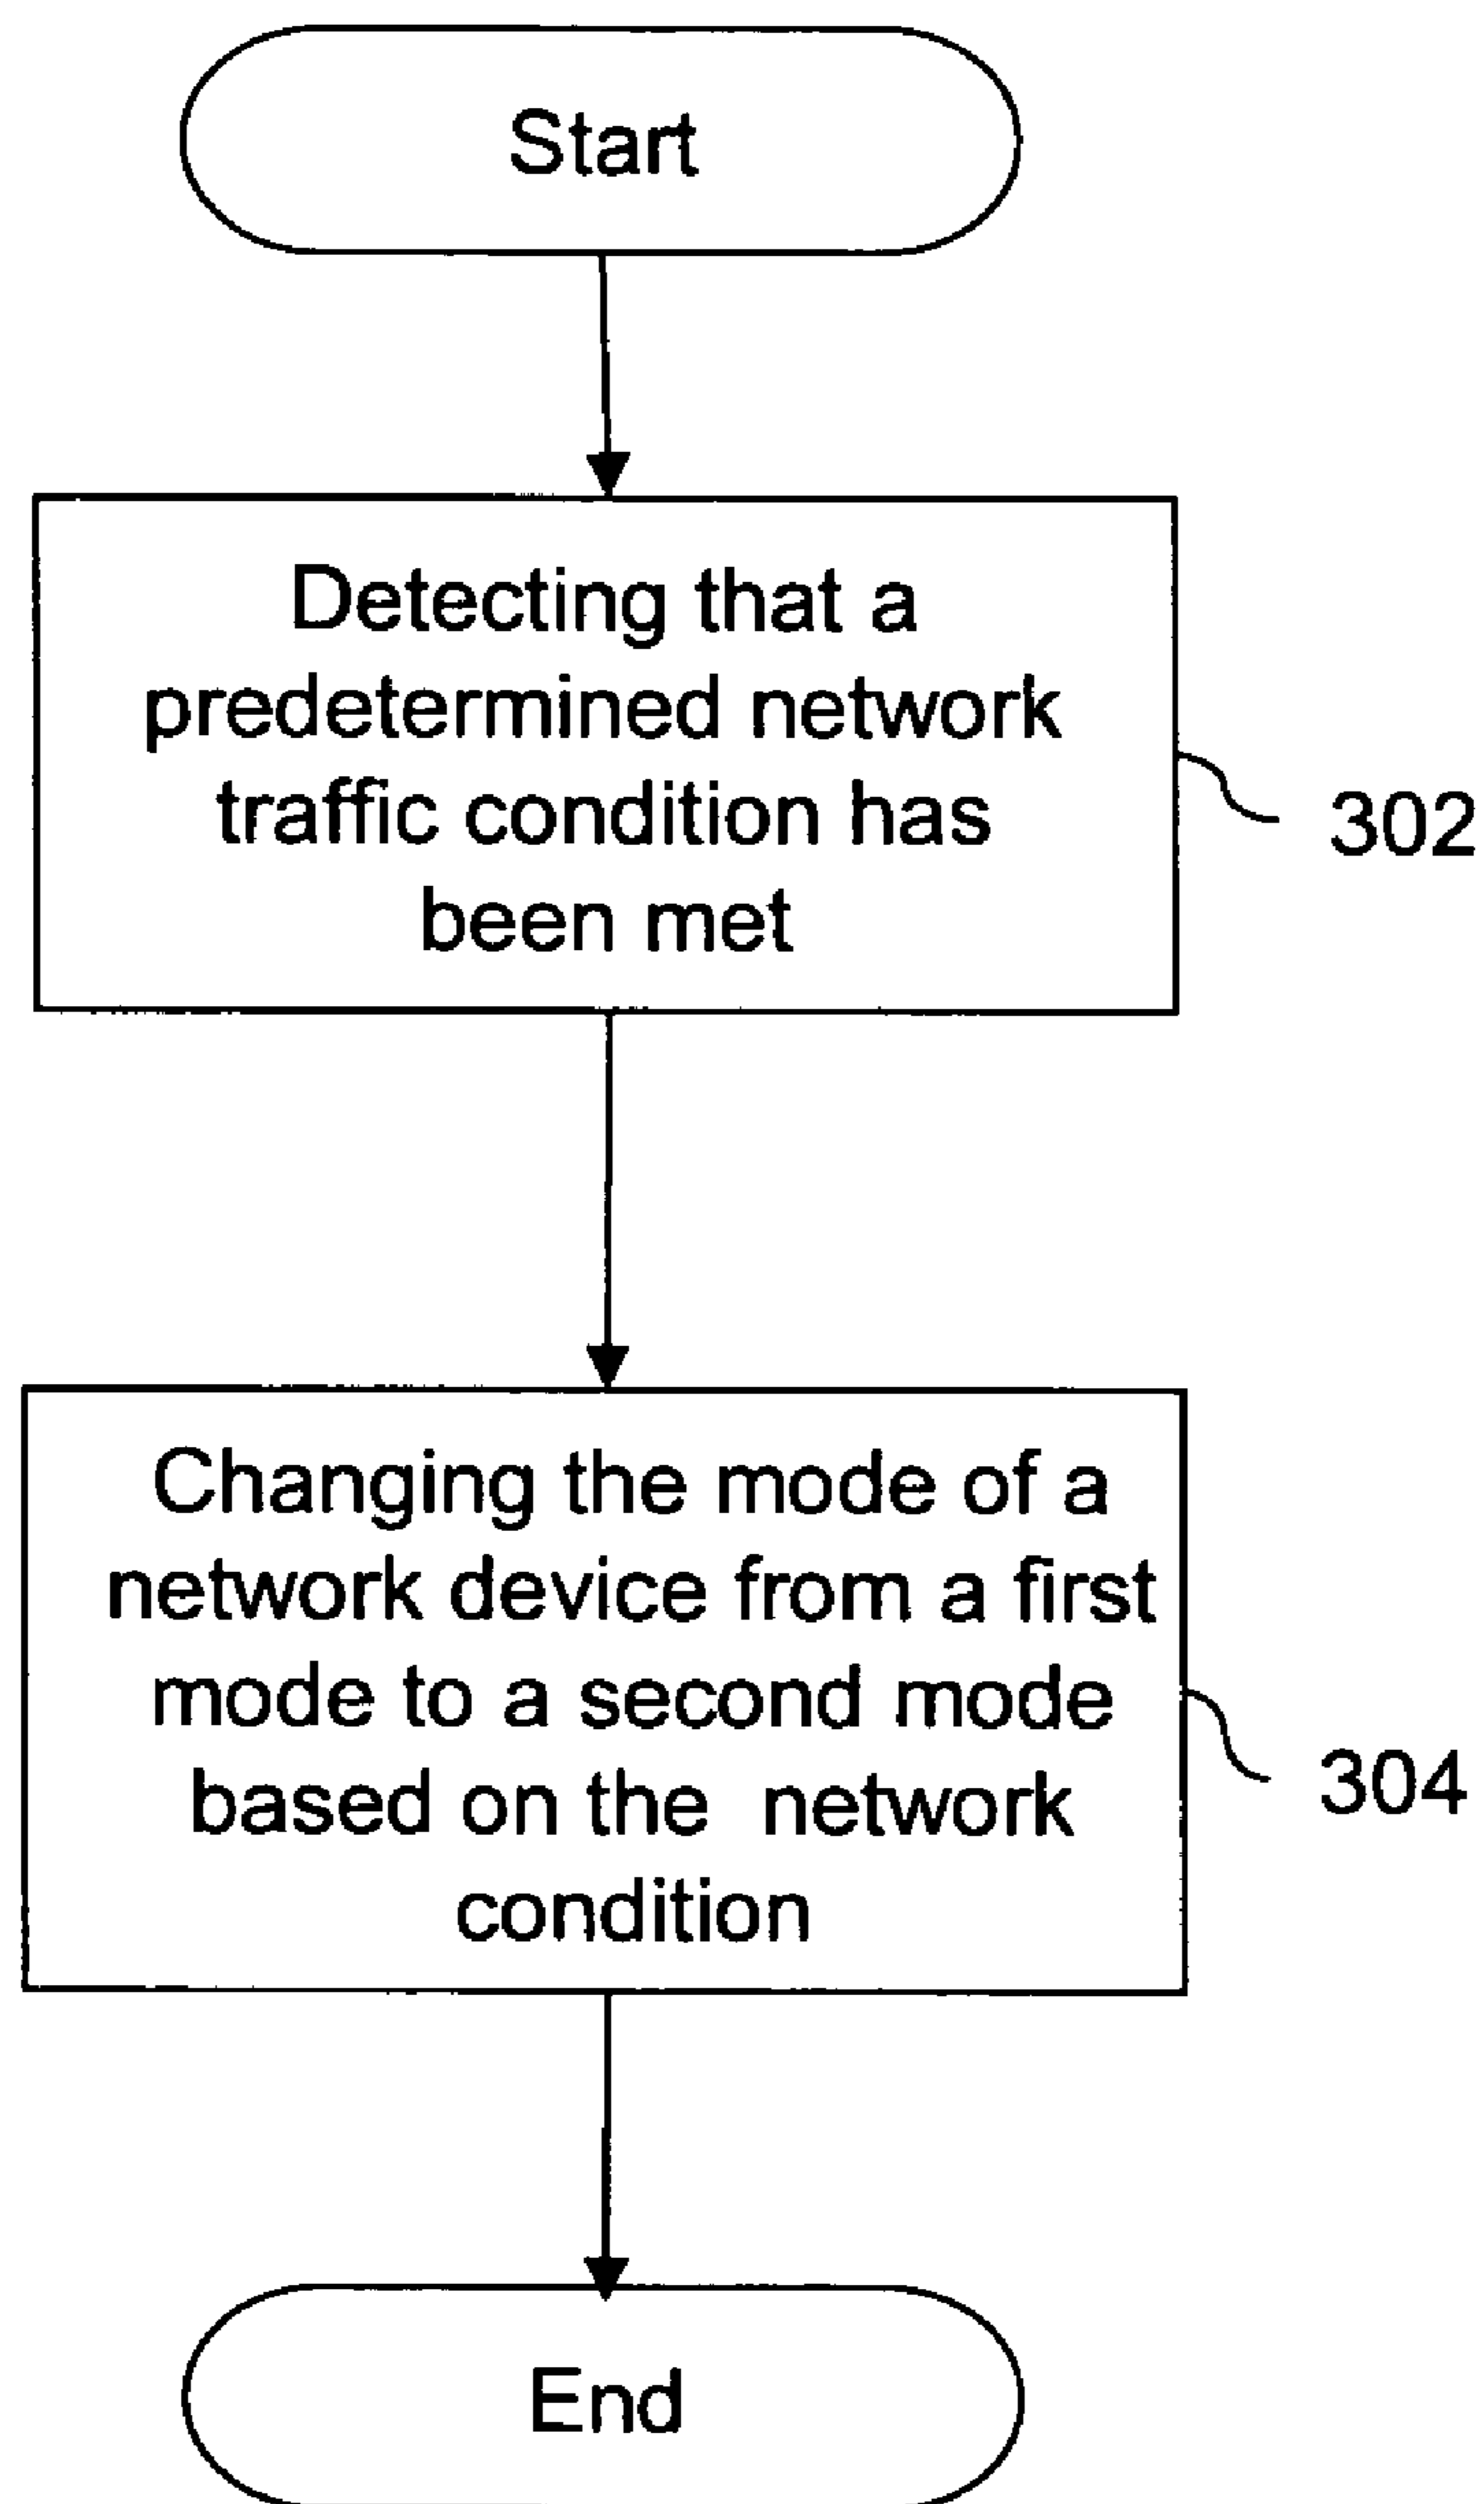 Start
Detecting that a
predetermined network
traffic condition has
been met
302
Changing the mode of a
network device from a first
mode to a second mode
based on the network
condition
304
End